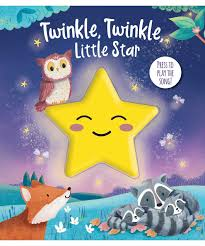 Twinkle, Twinkle
Little Star
PRESS TO
PLAY THE
SONG!